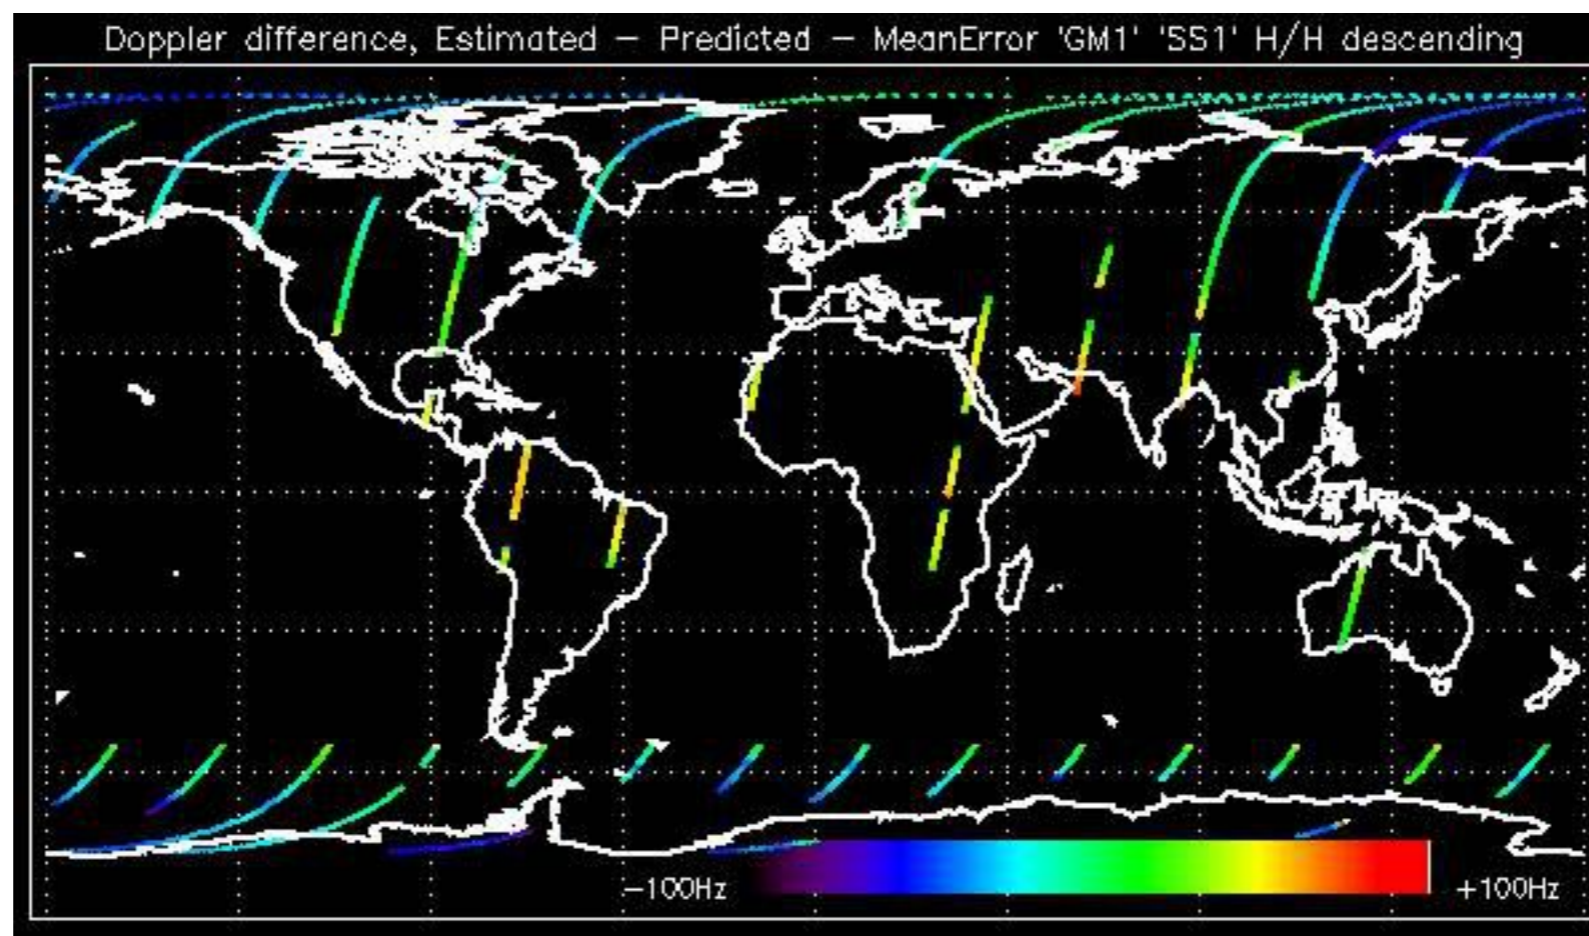 Doppler difference, Estimated – Predicted – MeanError 'GM1' 'SS1' H/H descending
–100Hz +100Hz